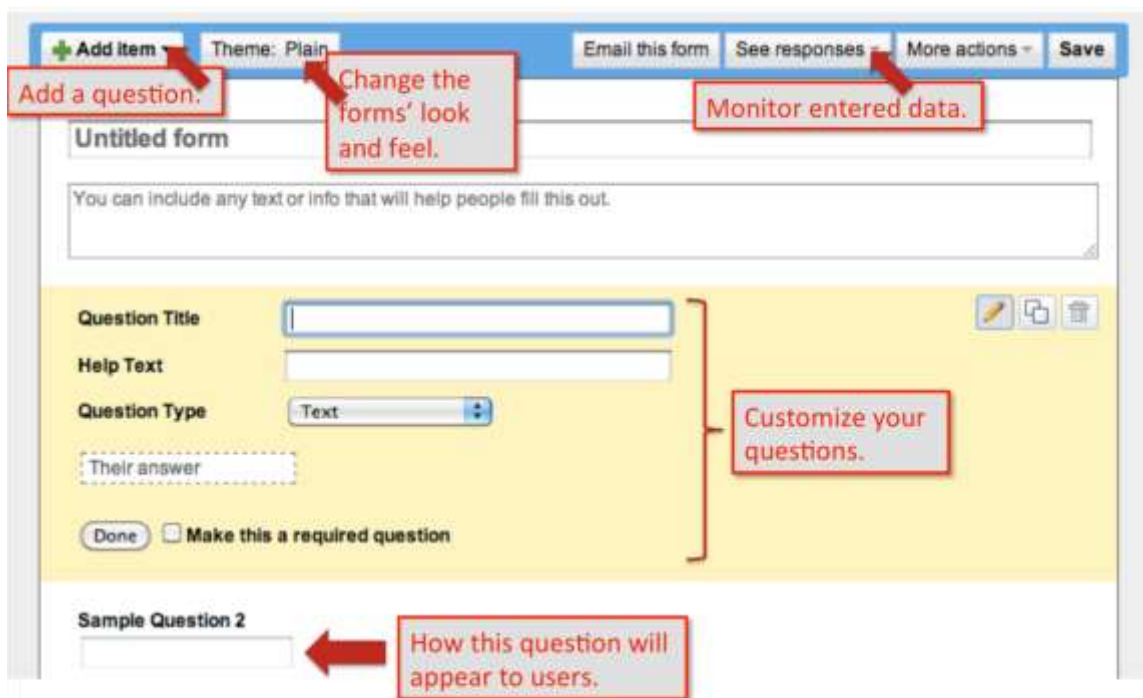 Add item Theme: Plain Email this form See responses More actions Save
Add a question.
Change the
forms' look
and feel.
Monitor entered data.
Untitled form
You can include any text or info that will help people fill this out.
Question Title
Help Text
Question Type Text
Their answer
Done Make this a required question
Customize your
questions.
Sample Question 2
How this question will
appear to users.